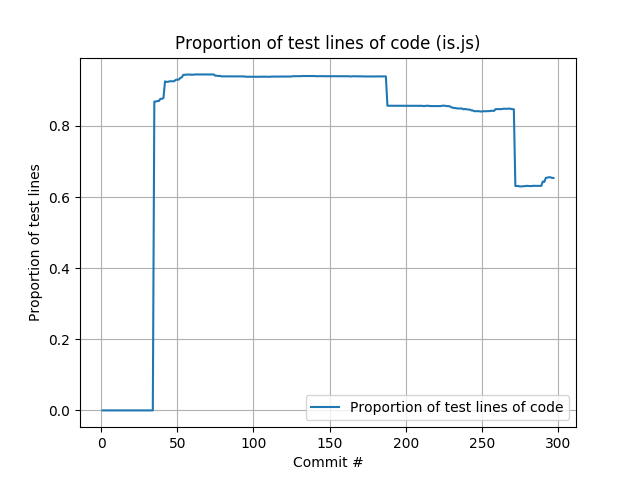 Proportion of test lines of code (is.js)
Proportion of test lines
0.8
0.6
0.4
0.2
0.0
Proportion of test lines of code
0 50 100 150 200 250 300
Commit #